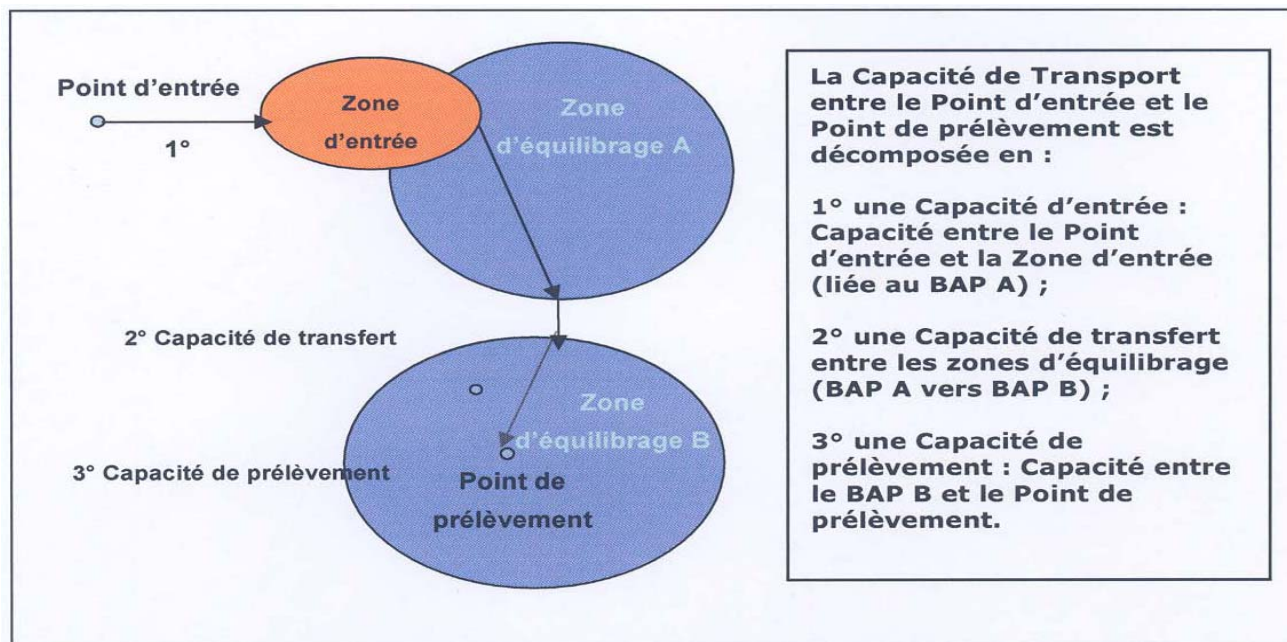 Point d'entrée
1°
Zone
d'entrée
Zone
d'équilibrage A
2° Capacité de transfert
Zone
d'équilibrage B
3° Capacité de prélèvement
Point de
prélèvement
La Capacité de Transport
entre le Point d'entrée et le
Point de prélèvement est
décomposée en :
1° une Capacité d'entrée :
Capacité entre le Point
d'entrée et la Zone d'entrée
(liée au BAP A) ;
2° une Capacité de transfert
entre les zones d'équilibrage
(BAP A vers BAP B) ;
3° une Capacité de
prélèvement : Capacité entre
le BAP B et le Point de
prélèvement.